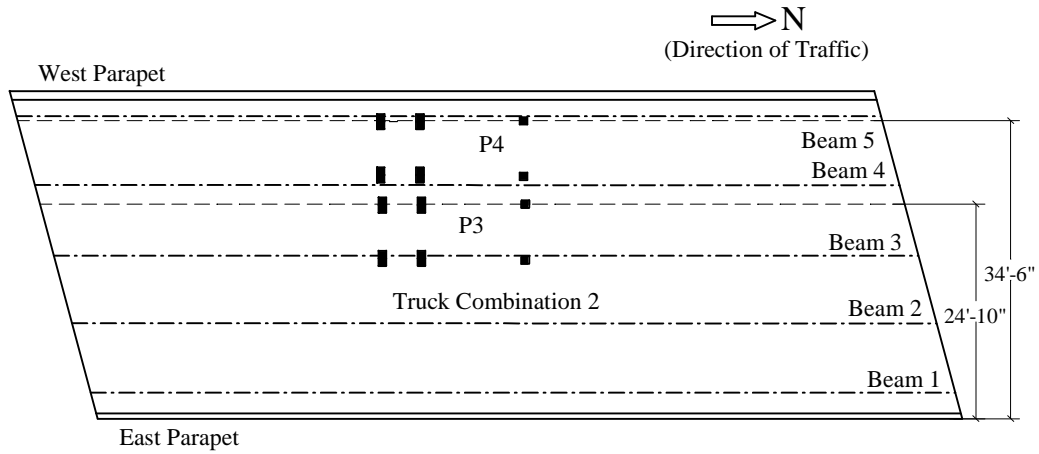 N
(Direction of Traffic)
West Parapet
P4
Beam 5
Beam 4
P3
Beam 3
34'-6"
Truck Combination 2
Beam 2
24'-10"
Beam 1
East Parapet